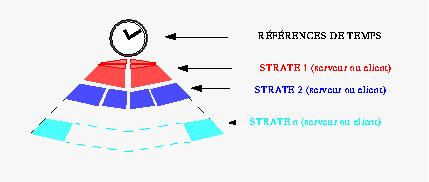 RÉFÉRENCES DE TEMPS
STRATE 1 (serveur ou client)
STRATE 2 (serveur ou client)
STRATE n (serveur ou client)